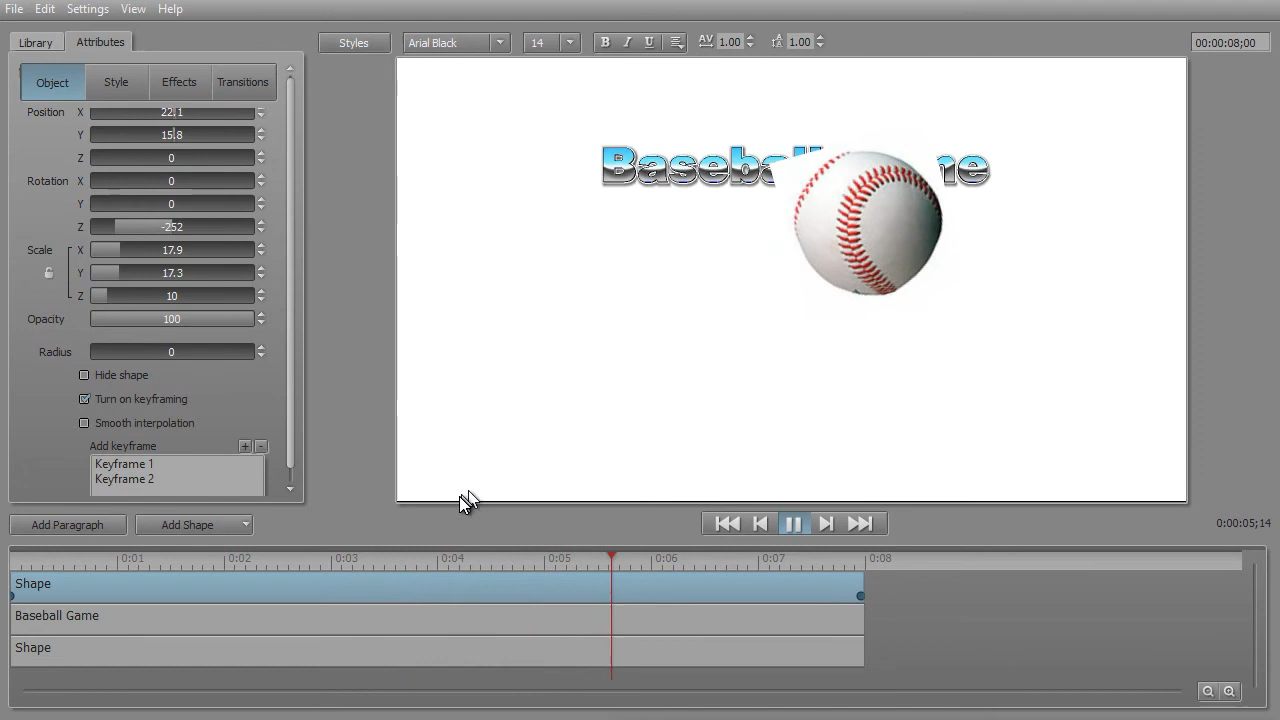 File Edit Settings View Help
Library Attributes Styles Arial Black 14 B I U AV 1.00 A 1.00 00:00:08;00
Object Style Effects Transitions
Position X 22.1
Y 15.8
Z 0
Rotation X 0
Y 0
Z -252
Scale X 17.9
Y 17.3
Z 10
Opacity 100
Radius 0
Hide shape
Turn on keyframing
Smooth interpolation
Add keyframe + -
Keyframe 1
Keyframe 2
Add Paragraph Add Shape 0:00:05;14
0:01 0:02 0:03 0:04 0:05 0:06 0:07 0:08
Shape
Baseball Game
Shape